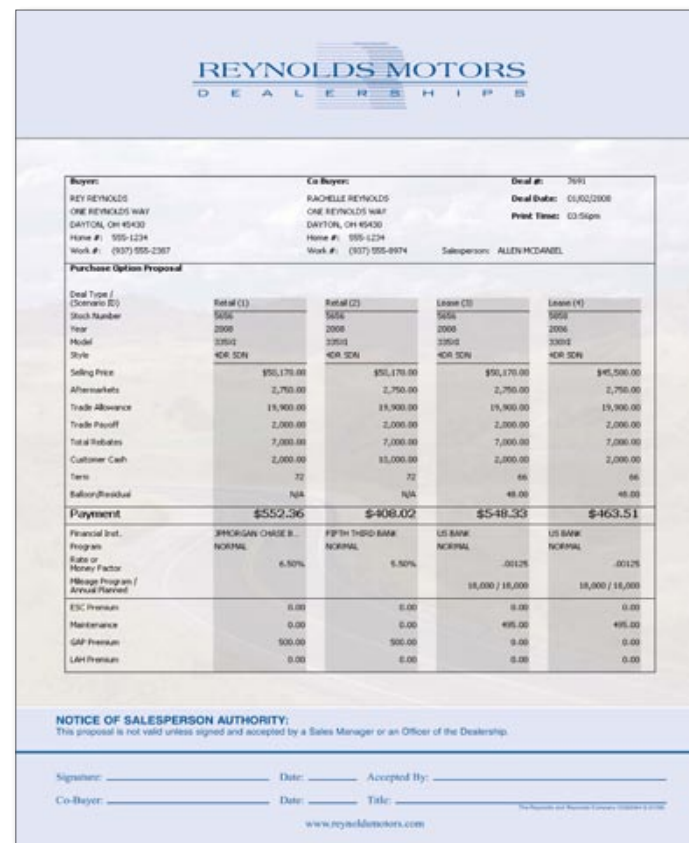 REYNOLDS MOTORS
DEALERSHIPS
Buyer: Co Buyer: Deal #: 7691
REY REYNOLDS RACHELLE REYNOLDS Deal Date: 01/02/2008
ONE REYNOLDS WAY ONE REYNOLDS WAY Print Time: 03:56pm
DAYTON, OH 45430 DAYTON, OH 45430
Home #: 555-1234 Home #: 555-1234
Work #: (937) 555-2387 Work #: (937) 555-8974 Salesperson: ALLEN MCDANIEL
Purchase Option Proposal
Deal Type /
(Scenario ID) Retail (1) Retail (2) Lease (3) Lease (4)
Stock Number 5656 5656 5656
Year 2008 2008 2008 2006
Model
Style 4DR SDN 4DR SDN 4DR SDN 4DR SDN
Selling Price $50,170.00 $50,170.00 $50,170.00 $45,500.00
Aftermarkets 2,750.00 2,750.00 2,750.00 2,750.00
Trade Allowance 19,900.00 19,900.00 19,900.00 19,900.00
Trade Payoff 2,000.00 2,000.00 2,000.00 2,000.00
Total Rebates 7,000.00 7,000.00 7,000.00 7,000.00
Customer Cash 2,000.00 10,000.00 2,000.00 2,000.00
Term 72 72 66 66
Balloon/Residual N/A N/A 48.00 48.00
Payment $552.36 $408.02 $548.33 $463.51
Financial Inst. JPMORGAN CHASE B... FIFTH THIRD BANK US BANK US BANK
Program NORMAL NORMAL NORMAL NORMAL
Rate or
Money Factor 6.50% 5.50% .00125 .00125
Mileage Program /
Annual Planned 18,000 / 18,000 18,000 / 18,000
ESC Premium 0.00 0.00 0.00 0.00
Maintenance 0.00 0.00 495.00 495.00
GAP Premium 500.00 500.00 0.00 0.00
LAH Premium 0.00 0.00 0.00 0.00
NOTICE OF SALESPERSON AUTHORITY:
This proposal is not valid unless signed and accepted by a Sales Manager or an Officer of the Dealership.
Signature: Date: Accepted By:
Co-Buyer: Date: Title:
www.reynoldsmotors.com